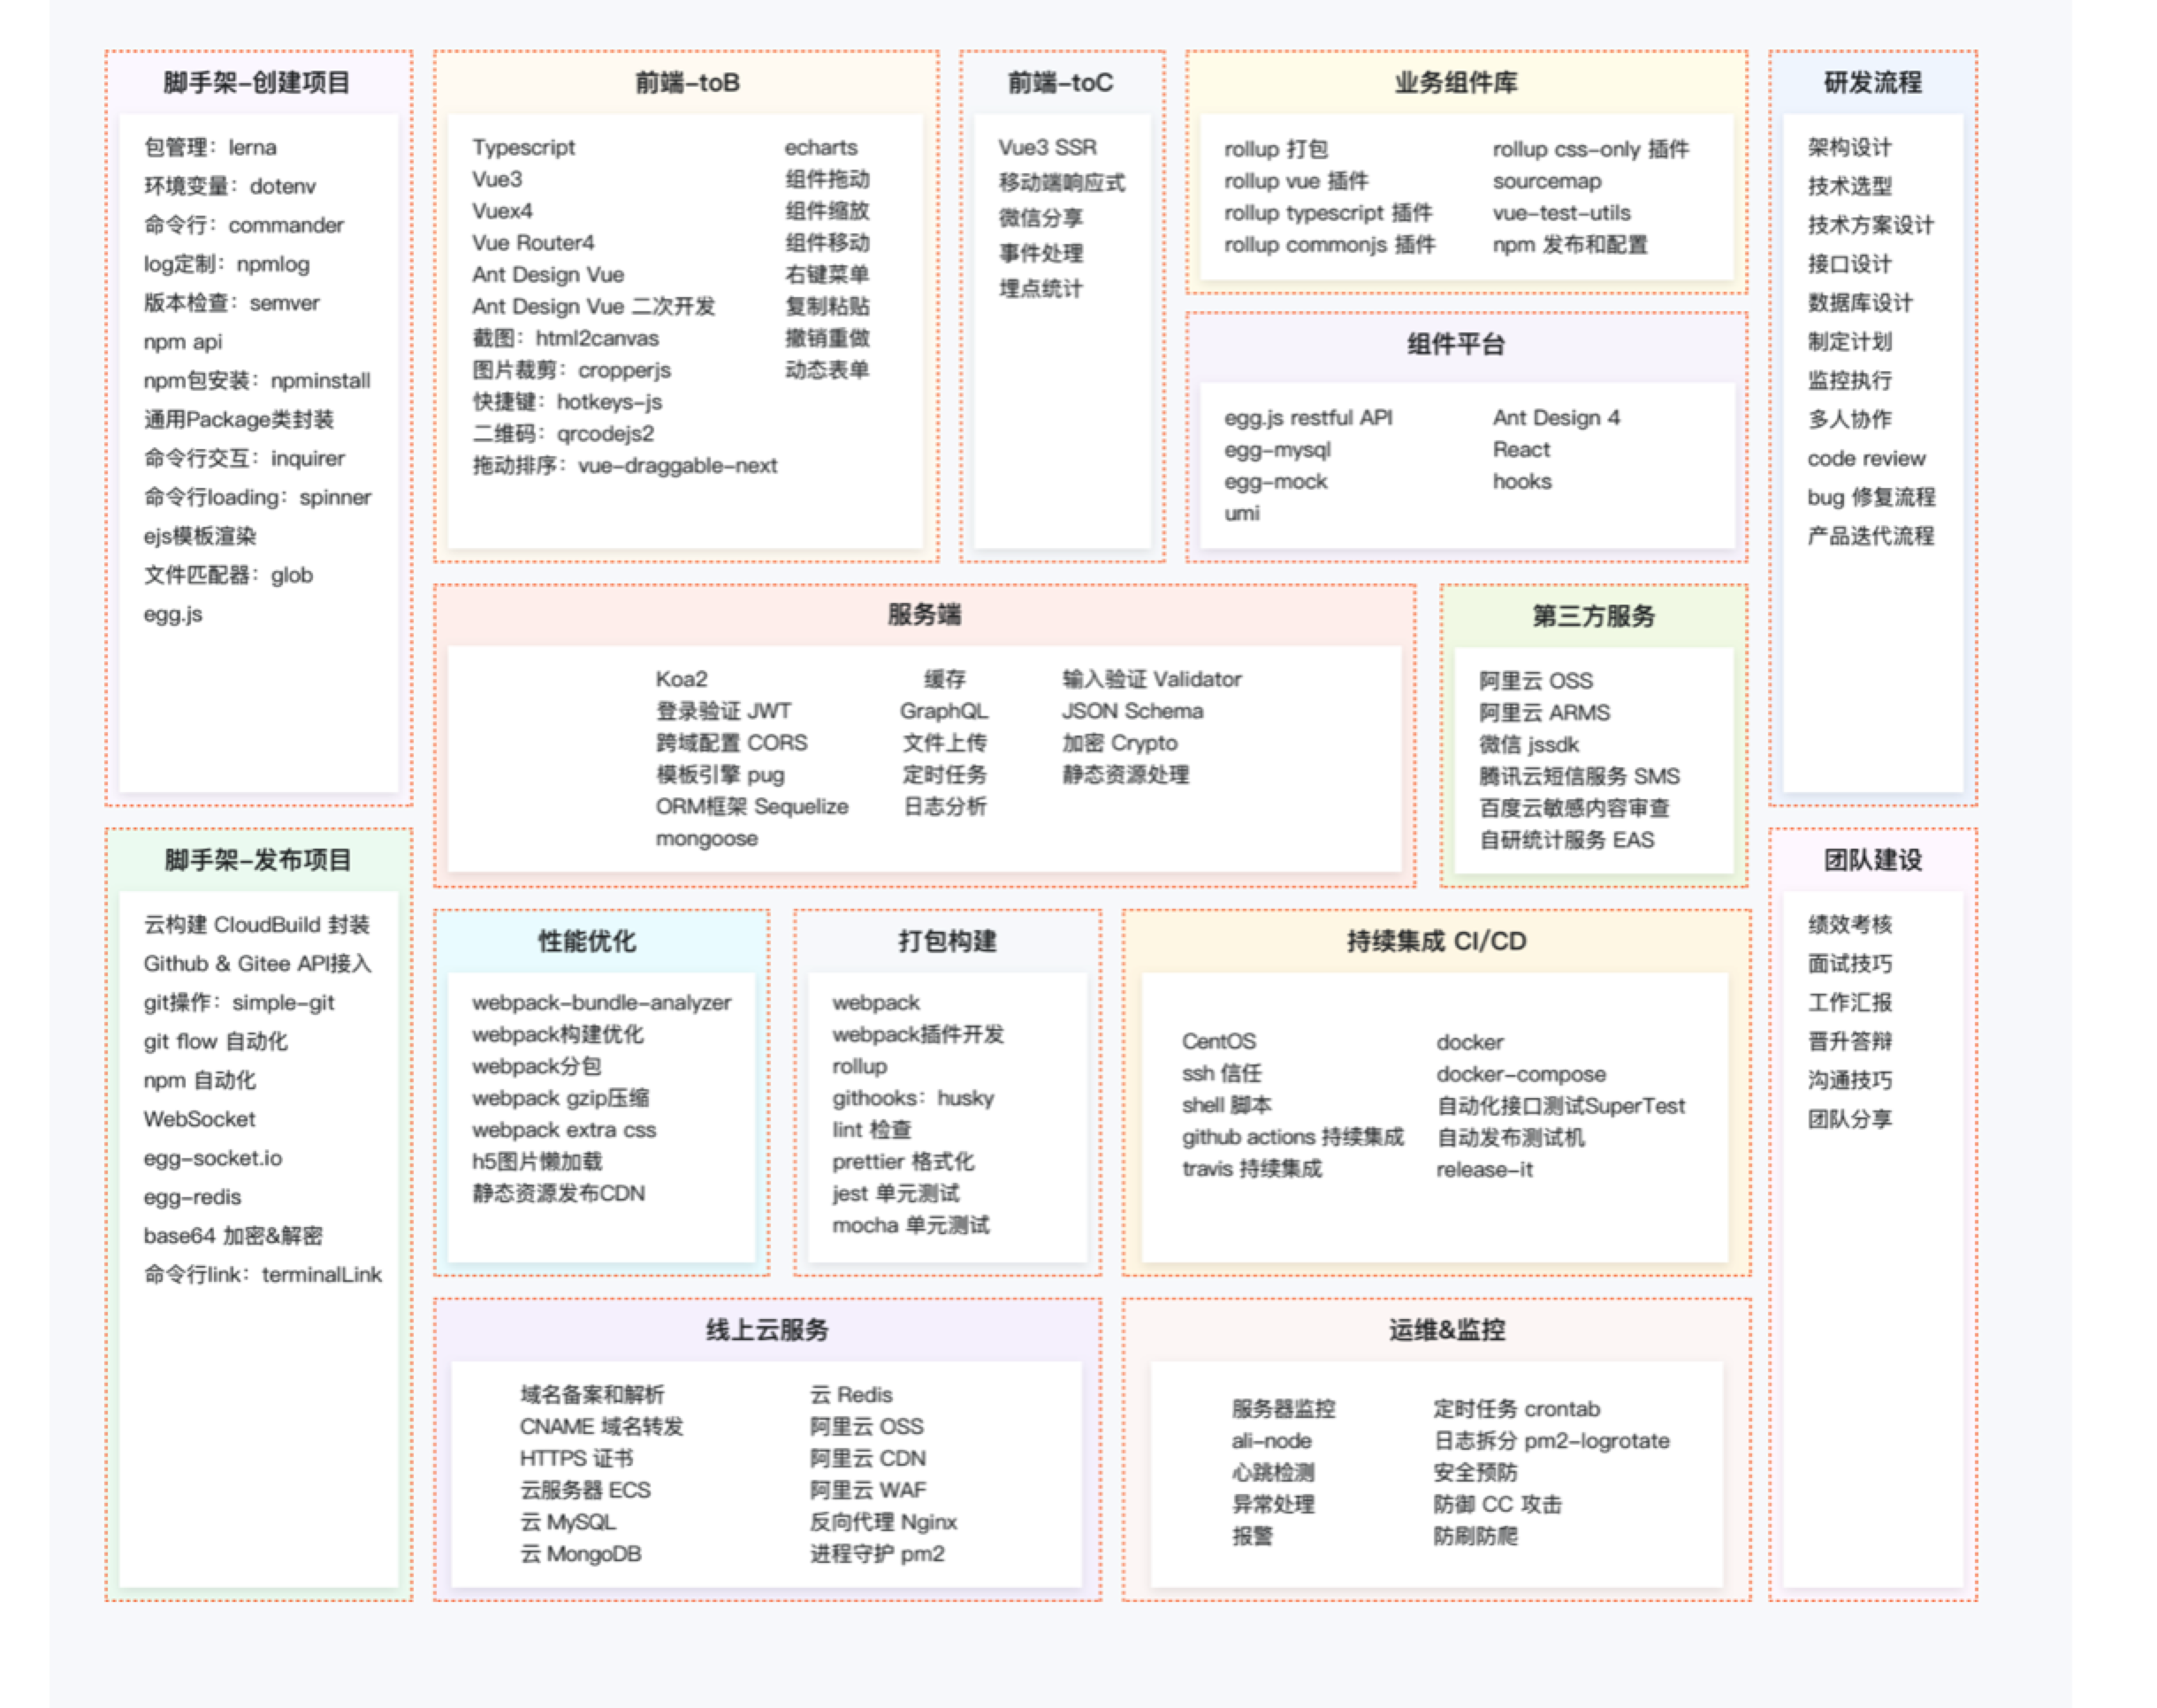 脚手架-创建项目
包管理：lerna
环境变量：dotenv
命令行：commander
log定制：npmlog
版本检查：semver
npm api
npm包安装：npminstall
通用Package类封装
命令行交互：inquirer
命令行loading：spinner
ejs模板渲染
文件匹配器：glob
egg.js
脚手架-发布项目
云构建 CloudBuild 封装
Github & Gitee API接入
git操作：simple-git
git flow 自动化
npm 自动化
WebSocket
egg-socket.io
egg-redis
base64 加密&解密
命令行link：terminalLink
前端-toB
Typescript
Vue3
Vuex4
Vue Router4
Ant Design Vue
Ant Design Vue 二次开发
截图：html2canvas
图片裁剪：cropperjs
快捷键：hotkeys-js
二维码：qrcodejs2
拖动排序：vue-draggable-next
echarts
组件拖动
组件缩放
组件移动
右键菜单
复制粘贴
撤销重做
动态表单
前端-toC
Vue3 SSR
移动端响应式
微信分享
事件处理
埋点统计
业务组件库
rollup 打包
rollup vue 插件
rollup typescript 插件
rollup commonjs 插件
rollup css-only 插件
sourcemap
vue-test-utils
npm 发布和配置
组件平台
egg.js restful API
egg-mysql
egg-mock
umi
Ant Design 4
React
hooks
服务端
Koa2
登录验证 JWT
跨域配置 CORS
模板引擎 pug
ORM框架 Sequelize
mongoose
缓存
GraphQL
文件上传
定时任务
日志分析
输入验证 Validator
JSON Schema
加密 Crypto
静态资源处理
第三方服务
阿里云 OSS
阿里云 ARMS
微信 jssdk
腾讯云短信服务 SMS
百度云敏感内容审查
自研统计服务 EAS
性能优化
webpack-bundle-analyzer
webpack构建优化
webpack分包
webpack gzip压缩
webpack extra css
h5图片懒加载
静态资源发布CDN
打包构建
webpack
webpack插件开发
rollup
githooks：husky
lint 检查
prettier 格式化
jest 单元测试
mocha 单元测试
持续集成 CI/CD
CentOS
ssh 信任
shell 脚本
github actions 持续集成
travis 持续集成
docker
docker-compose
自动化接口测试SuperTest
自动发布测试机
release-it
线上云服务
域名备案和解析
CNAME 域名转发
HTTPS 证书
云服务器 ECS
云 MySQL
云 MongoDB
云 Redis
阿里云 OSS
阿里云 CDN
阿里云 WAF
反向代理 Nginx
进程守护 pm2
运维&监控
服务器监控
ali-node
心跳检测
异常处理
报警
定时任务 crontab
日志拆分 pm2-logrotate
安全预防
防御 CC 攻击
防刷防爬
研发流程
架构设计
技术选型
技术方案设计
接口设计
数据库设计
制定计划
监控执行
多人协作
code review
bug 修复流程
产品迭代流程
团队建设
绩效考核
面试技巧
工作汇报
晋升答辩
沟通技巧
团队分享